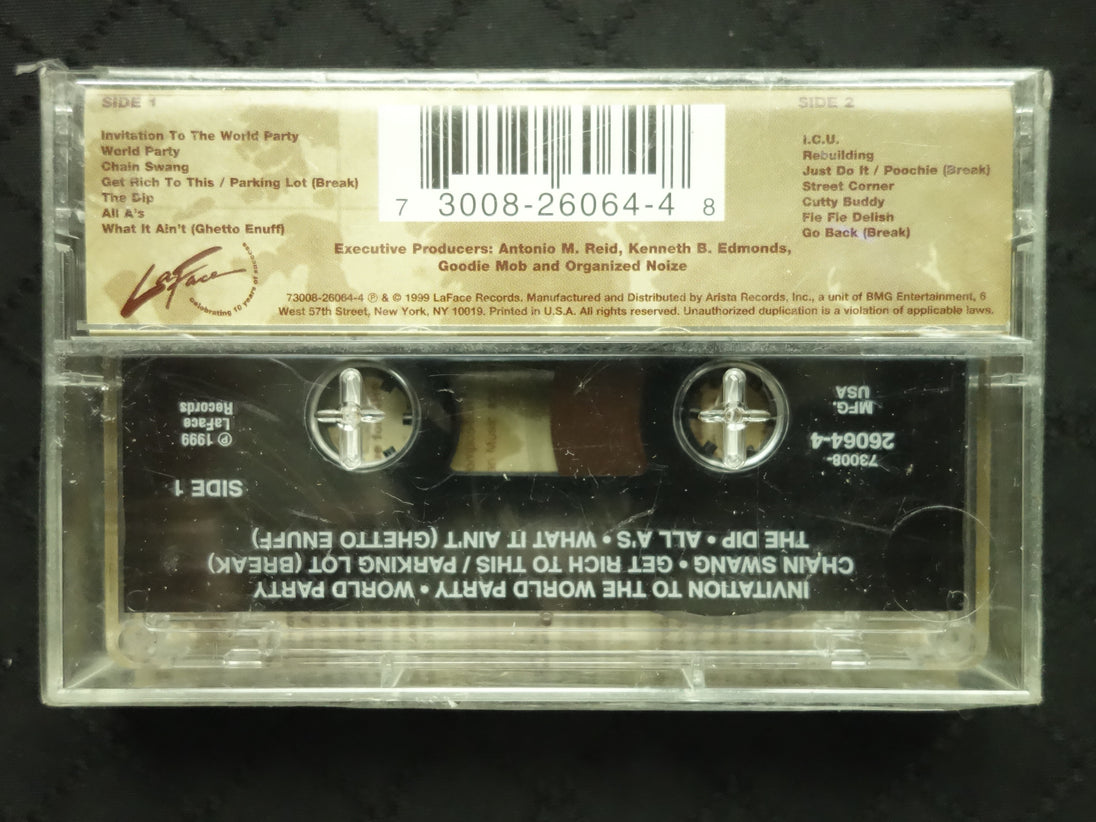 SIDE 1
Invitation To The World Party
World Party
Chain Swang
Get Rich To This / Parking Lot (Break)
The Dip
All A's
What It Ain't (Ghetto Enuff)
7 3008-26064-4 8
SIDE 2
I.C.U.
Rebuilding
Just Do It / Poochie (Break)
Street Corner
Cutty Buddy
Fie Fie Delish
Go Back (Break)
Executive Producers: Antonio M. Reid, Kenneth B. Edmonds,
Goodie Mob and Organized Noize
LaFace
celebrating 10 years of
73008-26064-4 ℗ & © 1999 LaFace Records. Manufactured and Distributed by Arista Records, Inc., a unit of BMG Entertainment, 6
West 57th Street, New York, NY 10019. Printed in U.S.A. All rights reserved. Unauthorized duplication is a violation of applicable laws.
INVITATION TO THE WORLD PARTY • WORLD PARTY
CHAIN SWANG • GET RICH TO THIS / PARKING LOT (BREAK)
THE DIP • ALL A'S • WHAT IT AIN'T (GHETTO ENUFF)
SIDE 1
73008-
26064-4
MFG.
USA
℗ 1999
LaFace
Records